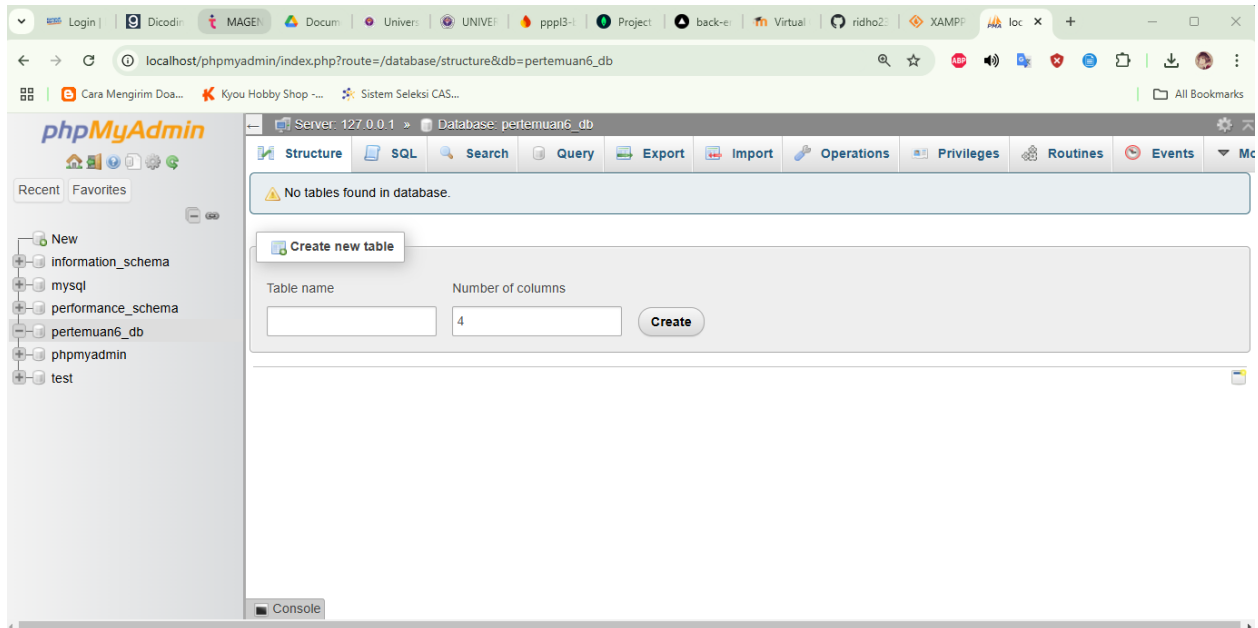 Login |
Dicodin
MAGEN
Docum
Univers
UNIVER
pppl3-l
Project
back-e
Virtual
ridho23
XAMPP
loc
localhost/phpmyadmin/index.php?route=/database/structure&db=pertemuan6_db
ABP
Cara Mengirim Doa...
Kyou Hobby Shop -...
Sistem Seleksi CAS...
All Bookmarks
phpMyAdmin
Recent Favorites
New
information_schema
mysql
performance_schema
pertemuan6_db
phpmyadmin
test
Server: 127.0.0.1 » Database: pertemuan6_db
Structure SQL Search Query Export Import Operations Privileges Routines Events Mo
No tables found in database.
Create new table
Table name Number of columns
4 Create
Console